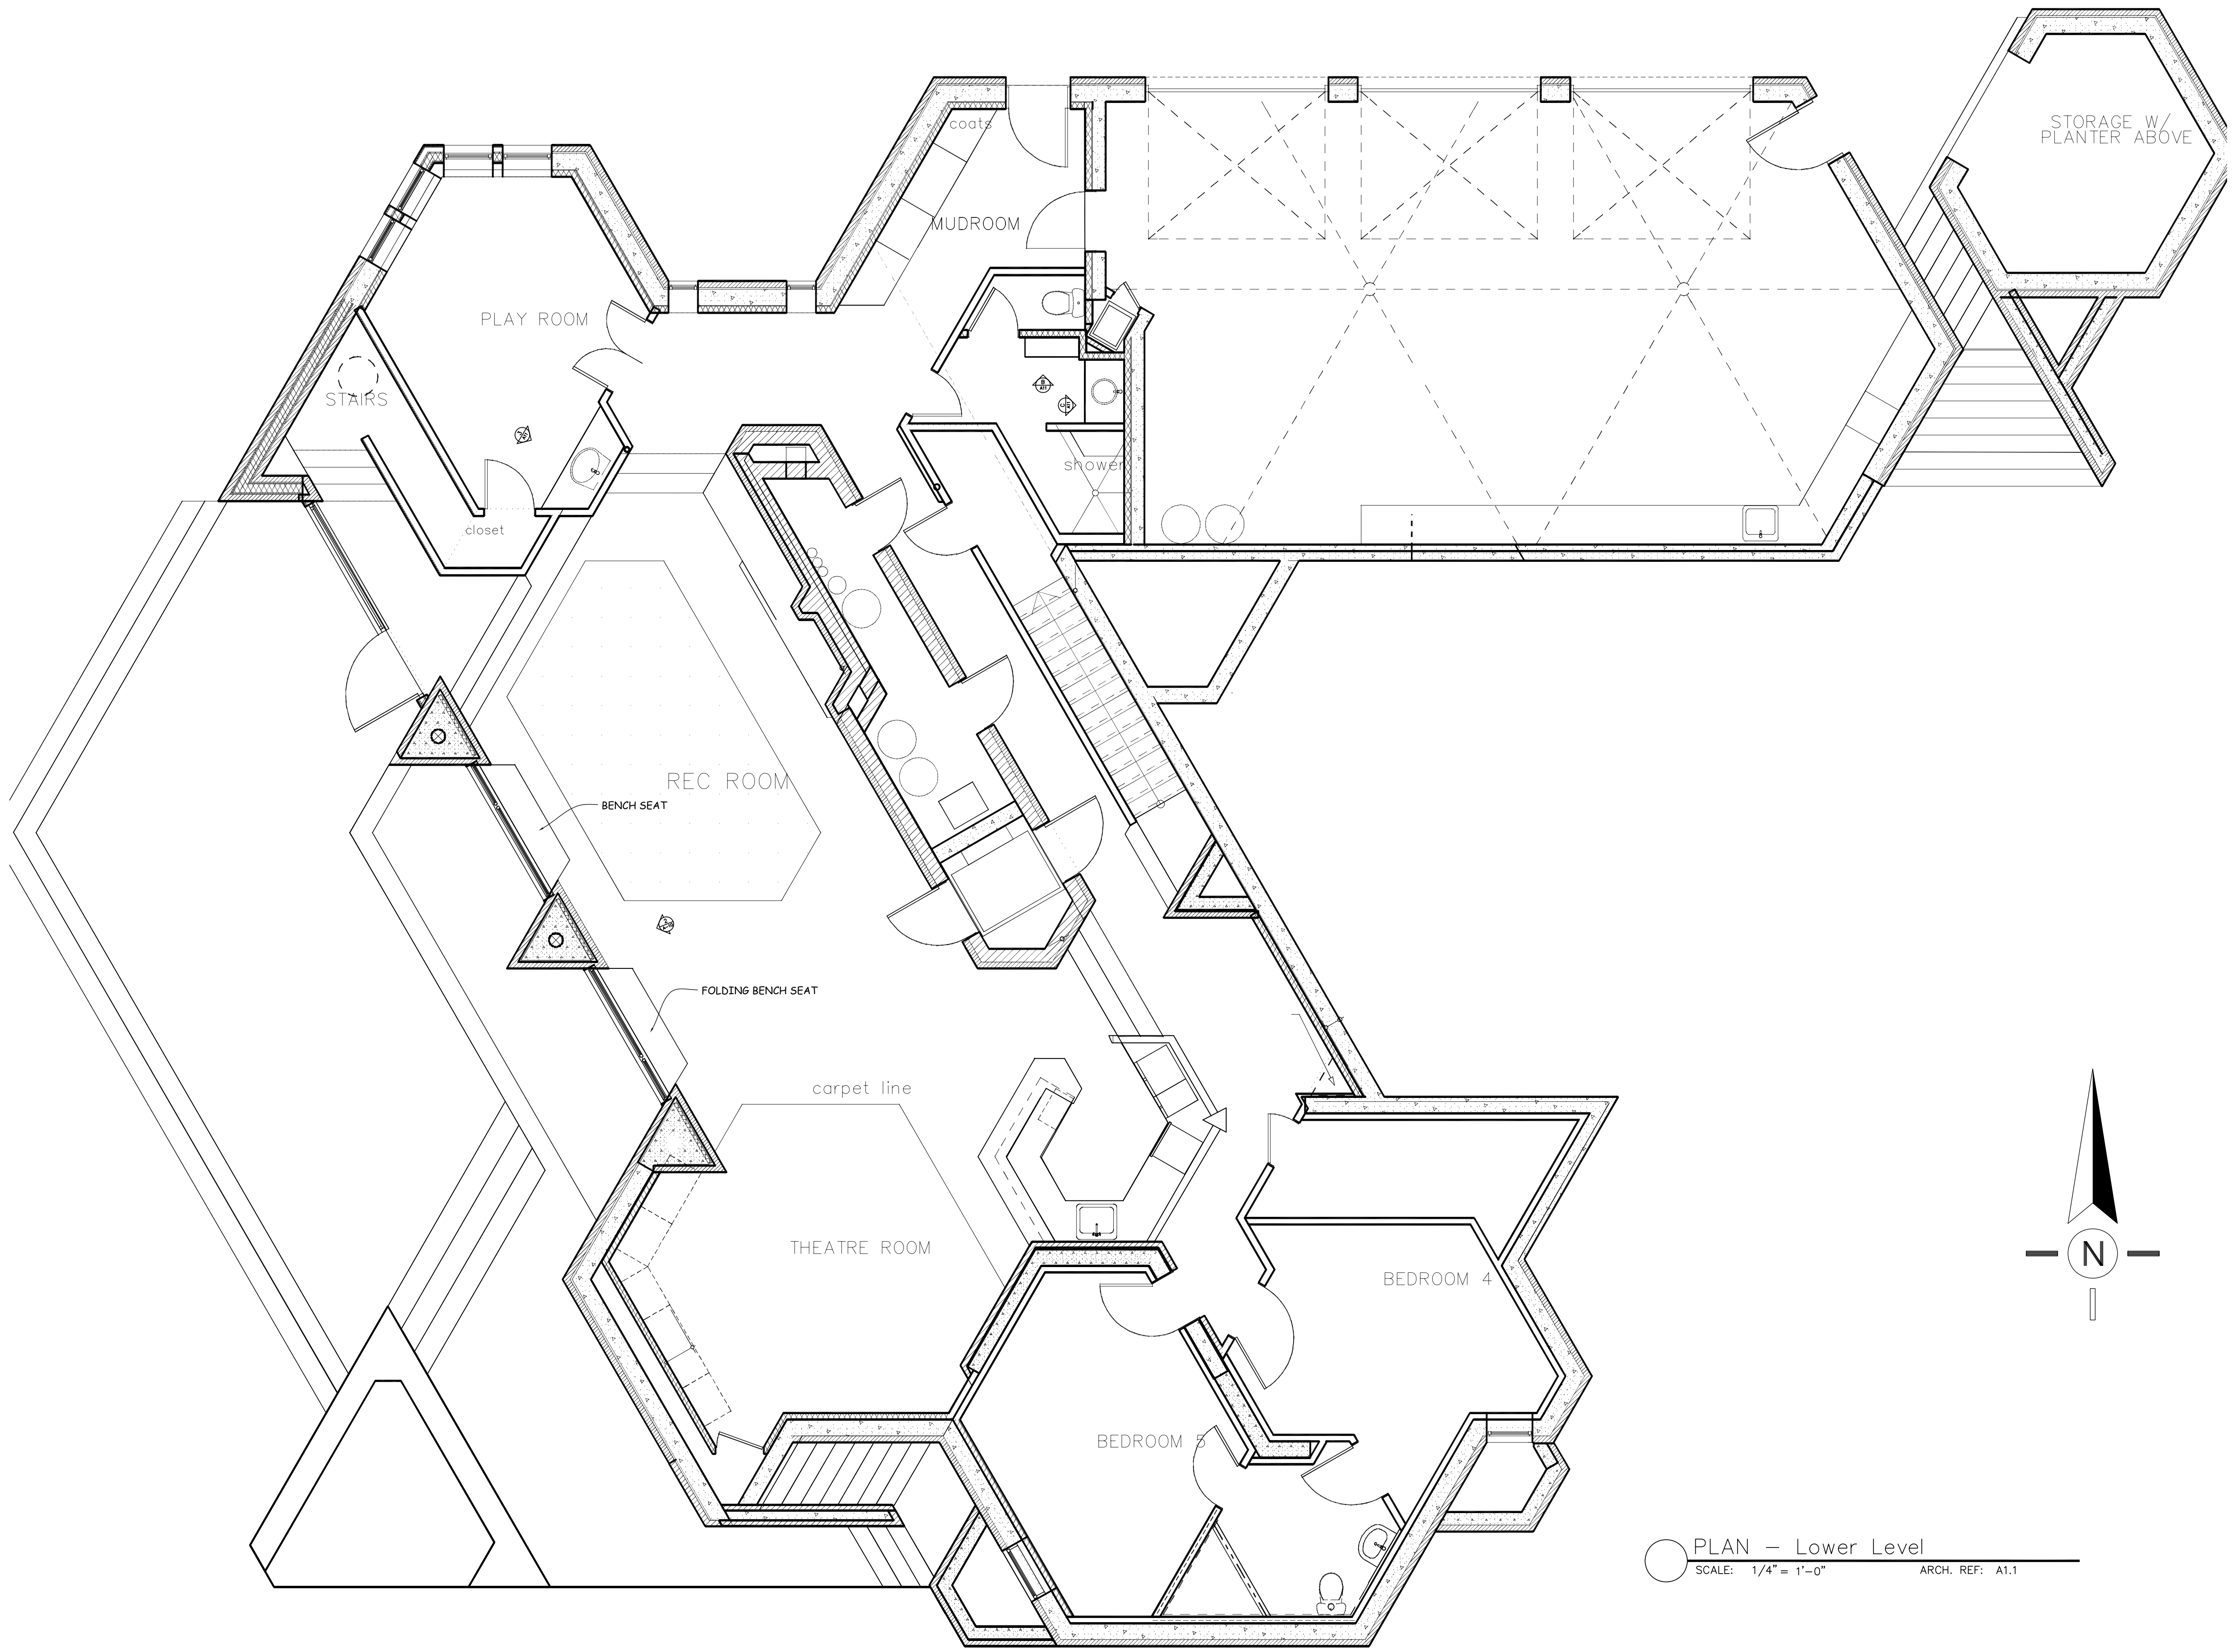 coats
STORAGE W/
PLANTER ABOVE
MUDROOM
PLAY ROOM
STAIRS
shower
closet
REC ROOM
BENCH SEAT
FOLDING BENCH SEAT
carpet line
THEATRE ROOM
BEDROOM 4
BEDROOM 5
N
PLAN - Lower Level
SCALE: 1/4" = 1'-0" ARCH. REF: A1.1